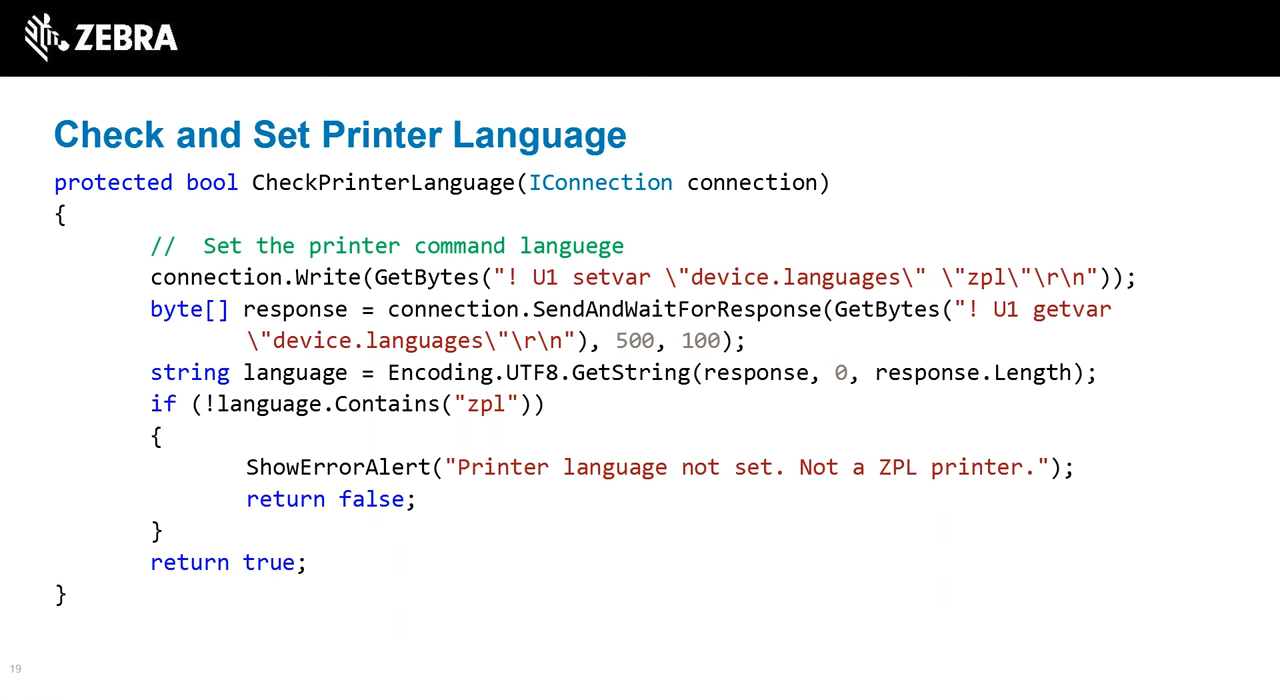 ZEBRA
Check and Set Printer Language
protected bool CheckPrinterLanguage(IConnection connection)
{
//  Set the printer command languege
connection.Write(GetBytes("! U1 setvar \"device.languages\" \"zpl\"\r\n"));
byte[] response = connection.SendAndWaitForResponse(GetBytes("! U1 getvar
\"device.languages\"\r\n"), 500, 100);
string language = Encoding.UTF8.GetString(response, 0, response.Length);
if (!language.Contains("zpl"))
{
ShowErrorAlert("Printer language not set. Not a ZPL printer.");
return false;
}
return true;
}
19